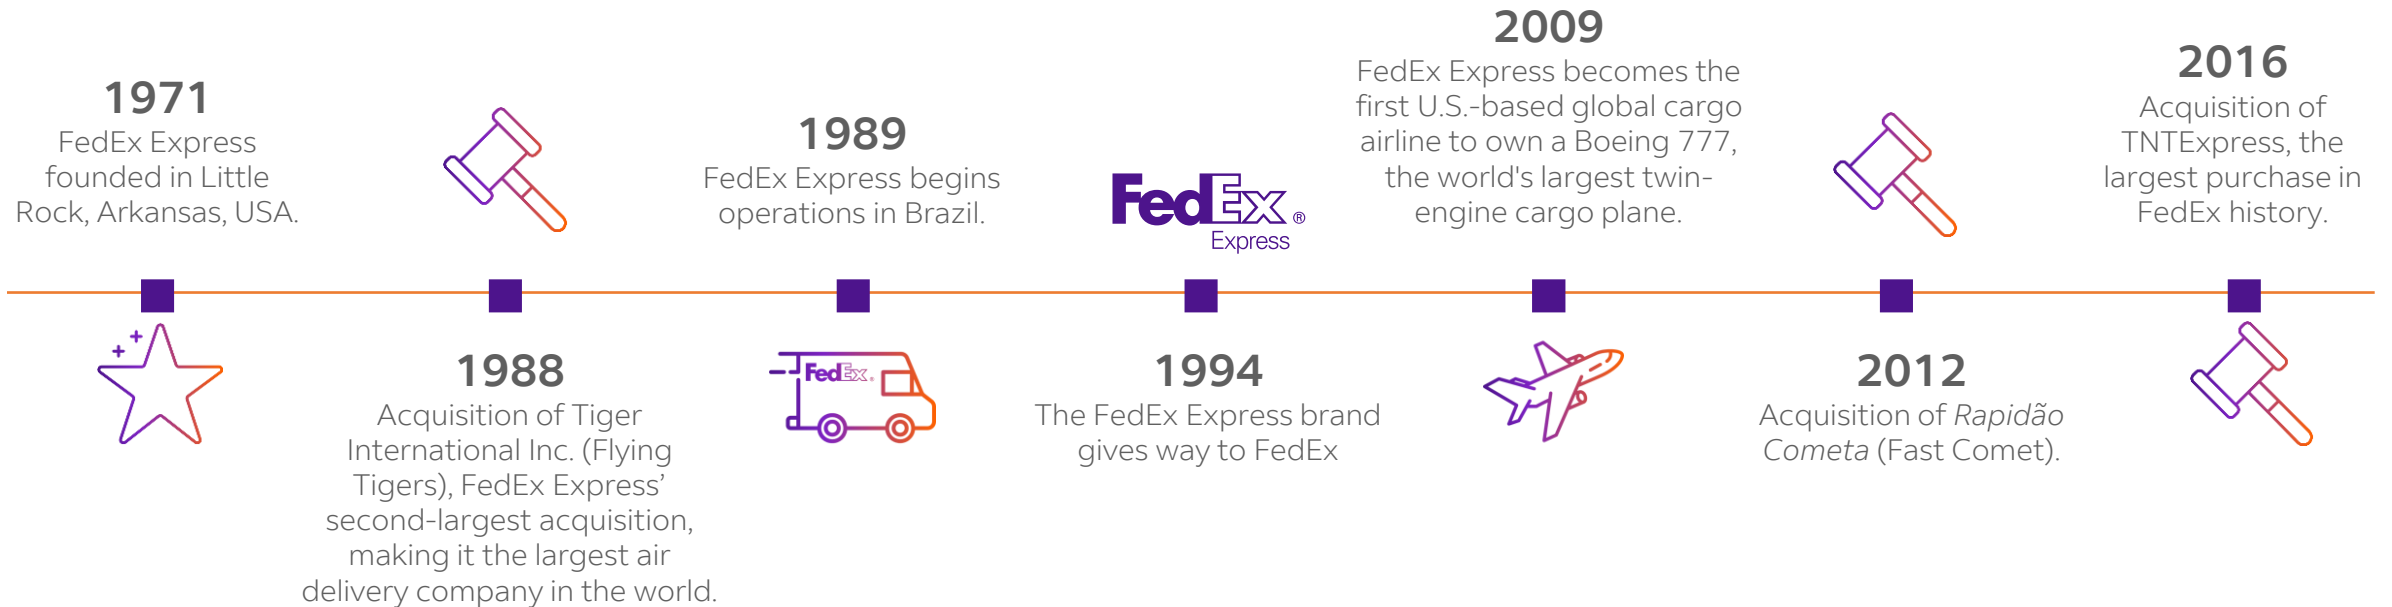 1971
FedEx Express
founded in Little
Rock, Arkansas, USA.
1988
Acquisition of Tiger
International Inc. (Flying
Tigers), FedEx Express’
second-largest acquisition,
making it the largest air
delivery company in the world.
1989
FedEx Express begins
operations in Brazil.
FedEx.
FedEx®
Express
1994
The FedEx Express brand
gives way to FedEx
2009
FedEx Express becomes the
first U.S.-based global cargo
airline to own a Boeing 777,
the world's largest twin-
engine cargo plane.
2012
Acquisition of Rapidão
Cometa (Fast Comet).
2016
Acquisition of
TNTExpress, the
largest purchase in
FedEx history.